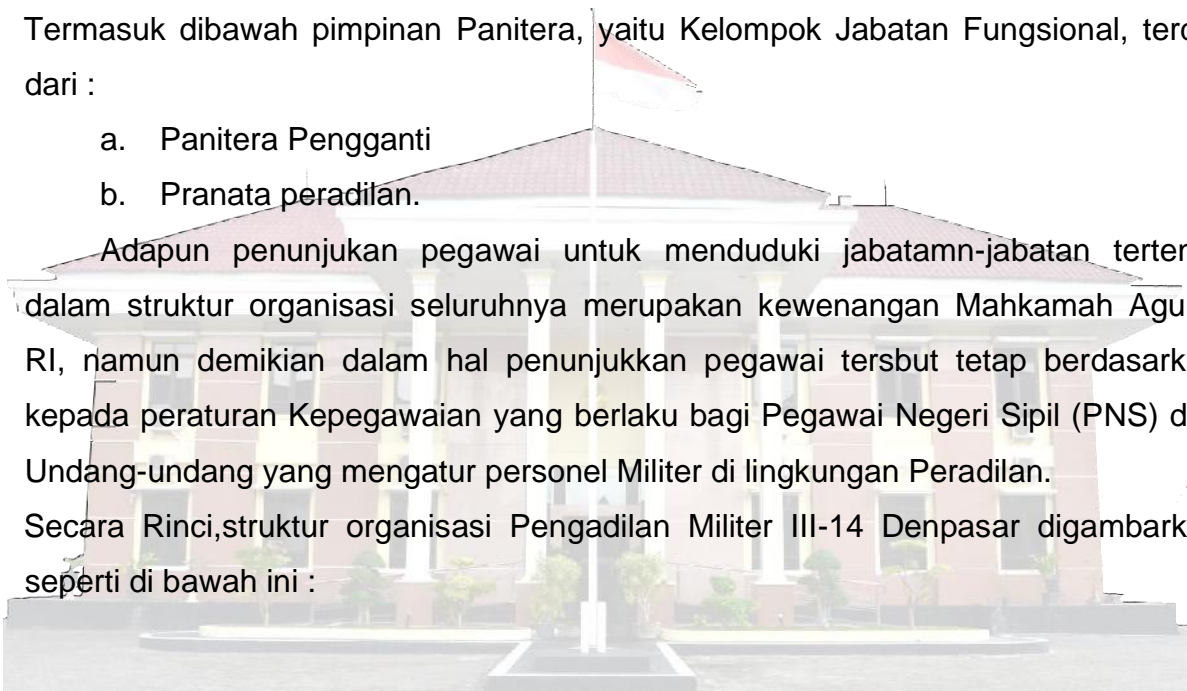 Termasuk dibawah pimpinan Panitera, yaitu Kelompok Jabatan Fungsional, terd
dari :
a. Panitera Pengganti
b. Pranata peradilan.
Adapun penunjukan pegawai untuk menduduki jabatamn-jabatan terten
dalam struktur organisasi seluruhnya merupakan kewenangan Mahkamah Agu
RI, namun demikian dalam hal penunjukkan pegawai tersbut tetap berdasark
kepada peraturan Kepegawaian yang berlaku bagi Pegawai Negeri Sipil (PNS) d
Undang-undang yang mengatur personel Militer di lingkungan Peradilan.
Secara Rinci,struktur organisasi Pengadilan Militer III-14 Denpasar digambark
seperti di bawah ini :